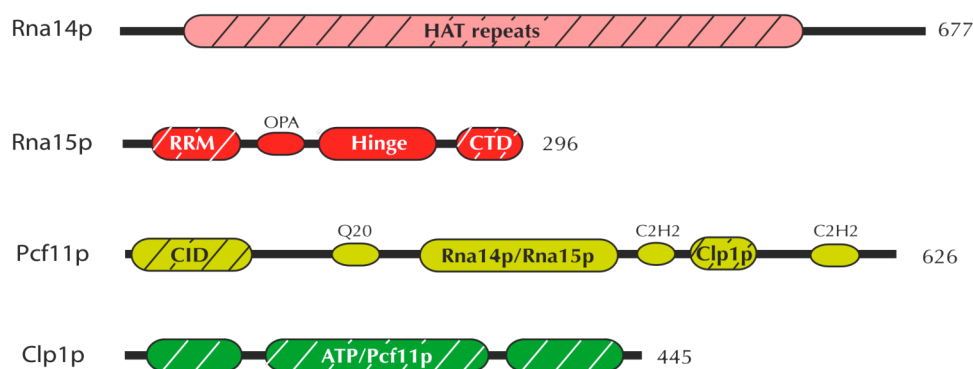 Rna14p HAT repeats 677
OPA
Rna15p RRM Hinge CTD 296
Q20 C2H2 C2H2
Pcf11p CID Rna14p/Rna15p Clp1p 626
Clp1p ATP/Pcf11p 445